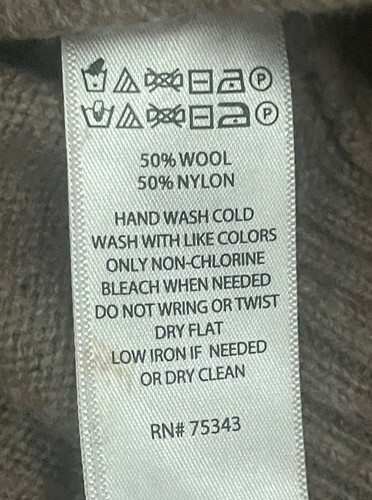 P
P
50% WOOL
50% NYLON
HAND WASH COLD
WASH WITH LIKE COLORS
ONLY NON-CHLORINE
BLEACH WHEN NEEDED
DO NOT WRING OR TWIST
DRY FLAT
LOW IRON IF NEEDED
OR DRY CLEAN
RN# 75343